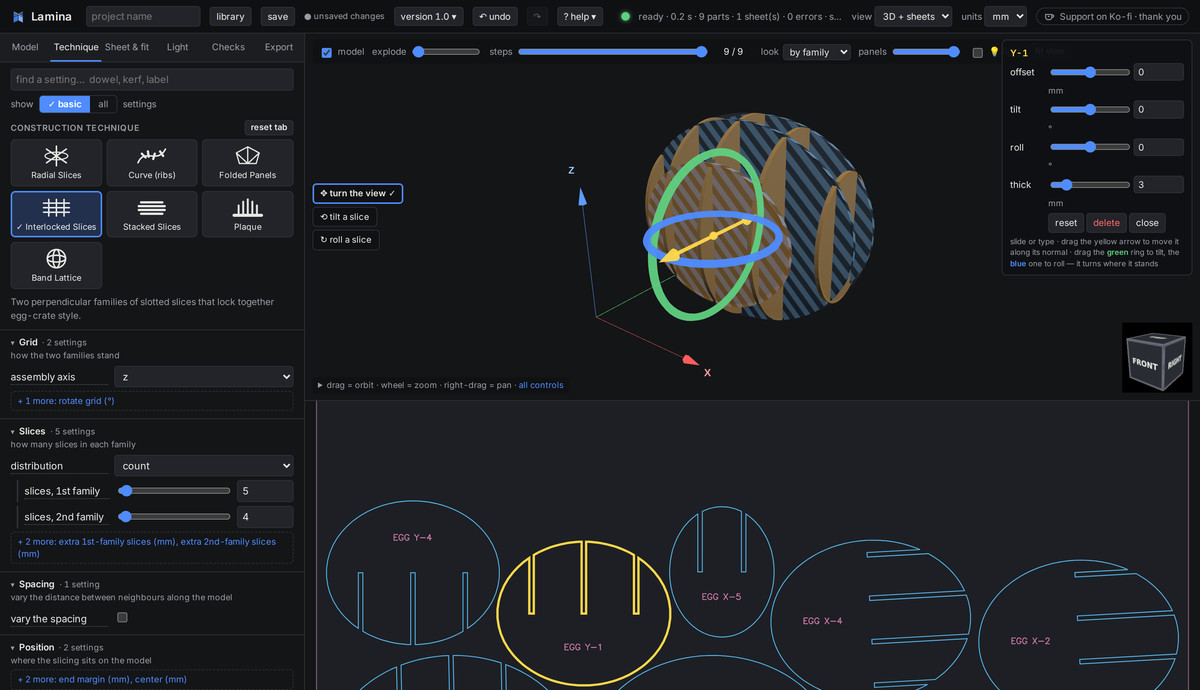 Lamina project name library save unsaved changes version 1.0 ▾ ↶ undo ? help ▾ ready · 0.2 s · 9 parts · 1 sheet(s) · 0 errors · s... view 3D + sheets units mm Support on Ko-fi · thank you
Model Technique Sheet & fit Light Checks Export
find a setting... dowel, kerf, label
show ✓ basic all settings
CONSTRUCTION TECHNIQUE reset tab
Radial Slices Curve (ribs) Folded Panels
✓ Interlocked Slices Stacked Slices Plaque
Band Lattice
Two perpendicular families of slotted slices that lock together
egg-crate style.
▾ Grid · 2 settings
how the two families stand
assembly axis z
+ 1 more: rotate grid (°)
▾ Slices · 5 settings
how many slices in each family
distribution count
slices, 1st family 5
slices, 2nd family 4
+ 2 more: extra 1st-family slices (mm), extra 2nd-family slices
(mm)
▾ Spacing · 1 setting
vary the distance between neighbours along the model
vary the spacing
▾ Position · 2 settings
where the slicing sits on the model
+ 2 more: end margin (mm), center (mm)
model explode steps 9 / 9 look by family panels
✥ turn the view ✓
⟲ tilt a slice
↻ roll a slice
Z
X
▶ drag = orbit · wheel = zoom · right-drag = pan · all controls
Y-1
offset 0
mm
tilt 0
°
roll 0
°
thick 3
mm
reset delete close
slide or type · drag the yellow arrow to move it
along its normal · drag the green ring to tilt, the
blue one to roll — it turns where it stands
FRONT RIGHT
EGG Y-4
EGG Y-1
EGG X-5
EGG X-4
EGG X-2